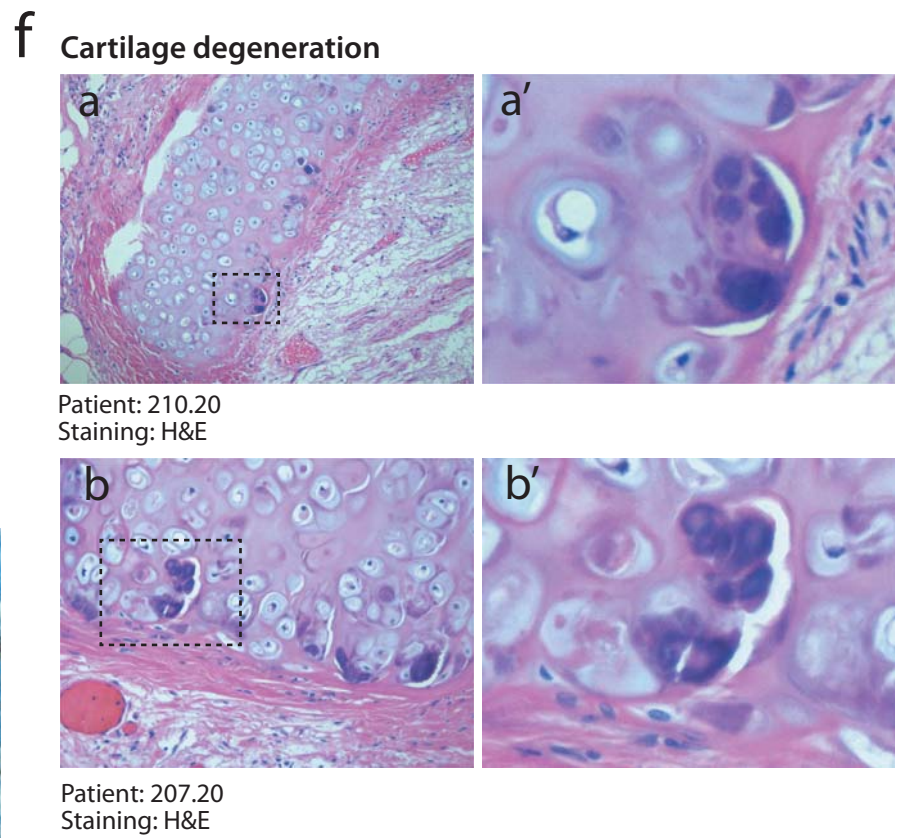 f
Cartilage degeneration
a
a'
Patient: 210.20
Staining: H&E
b
b'
Patient: 207.20
Staining: H&E